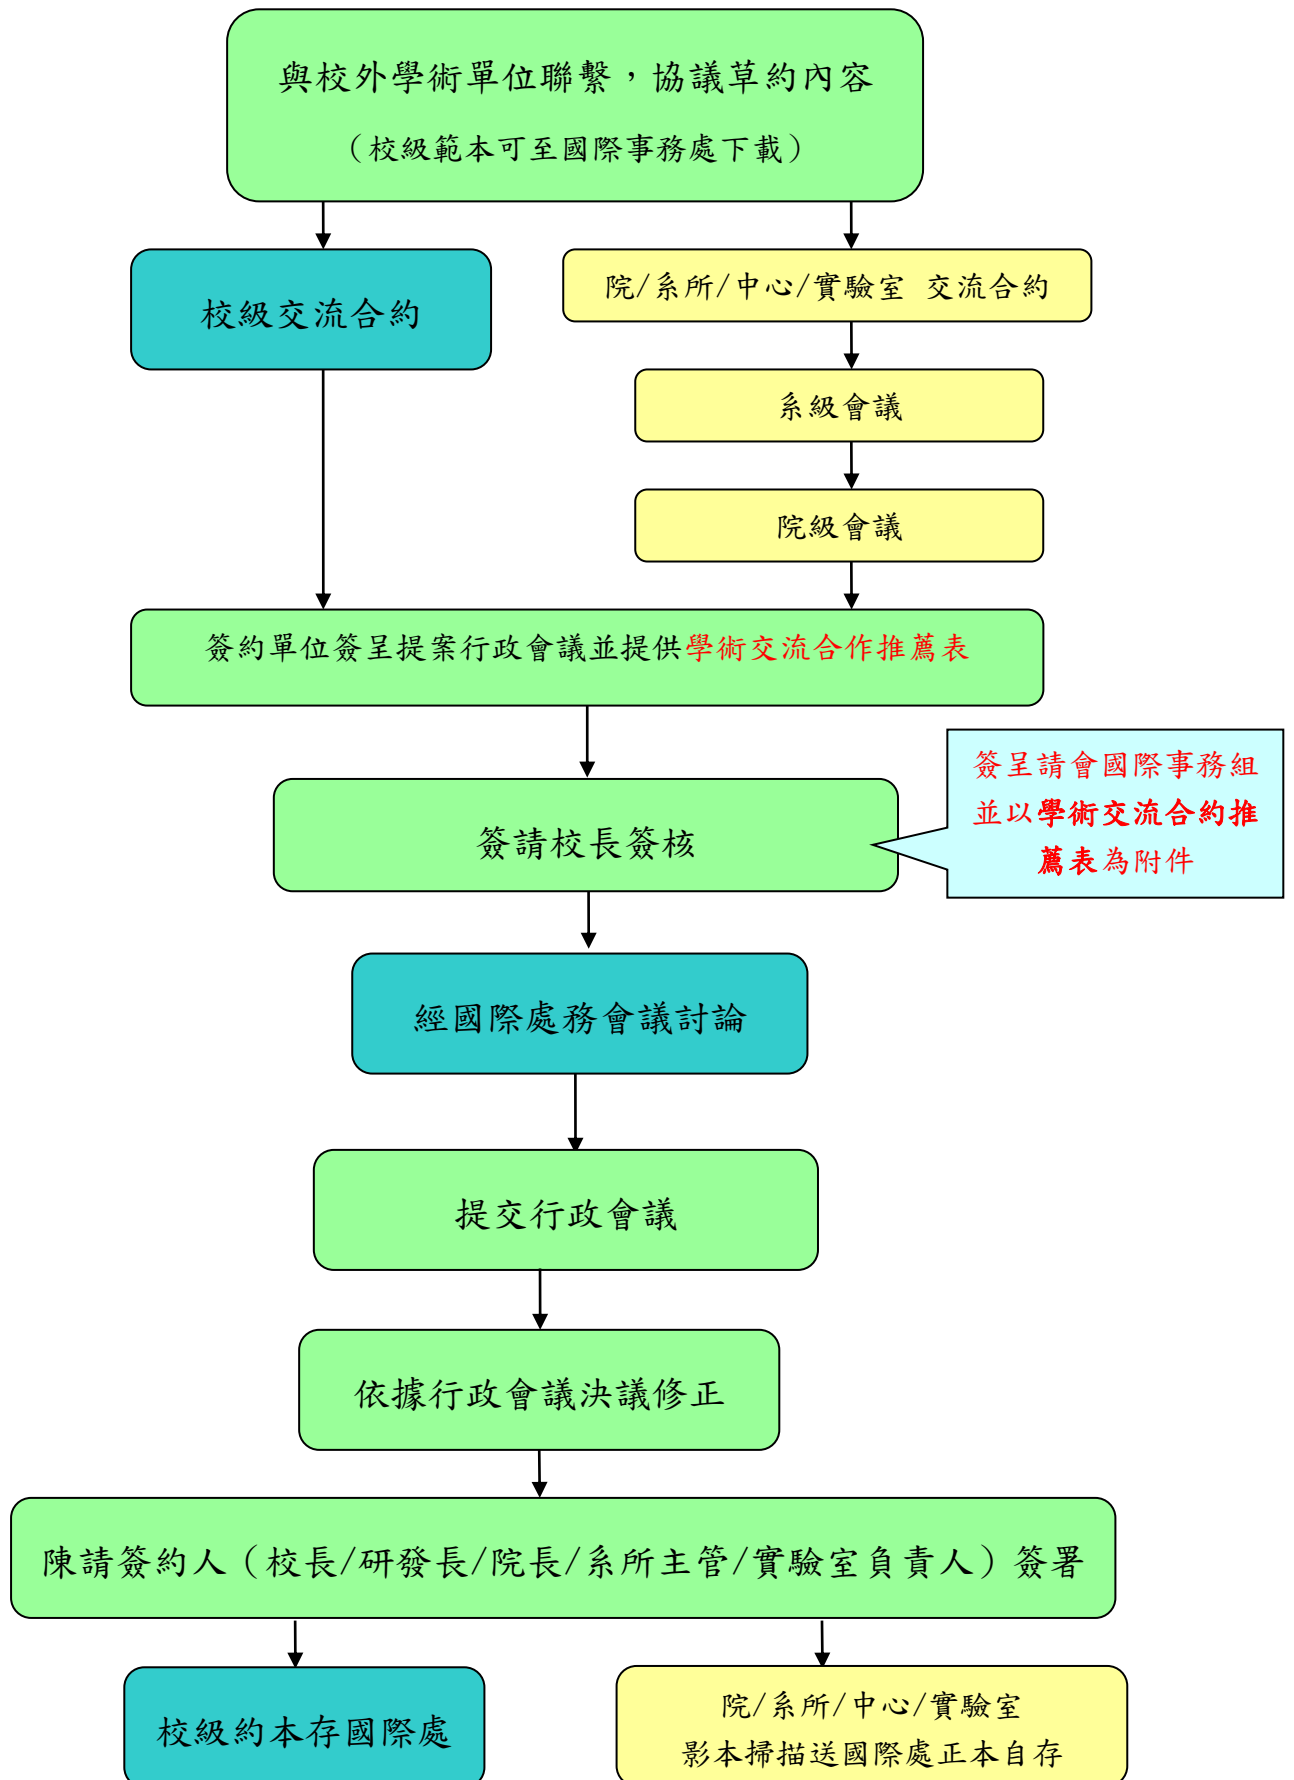 與校外學術單位聯繫，協議草約內容
（校級範本可至國際事務處下載）
校級交流合約
院/系所/中心/實驗室 交流合約
系級會議
院級會議
簽約單位簽呈提案行政會議並提供學術交流合作推薦表
簽請校長簽核
簽呈請會國際事務組
並以學術交流合約推
薦表為附件
經國際處務會議討論
提交行政會議
依據行政會議決議修正
陳請簽約人（校長/研發長/院長/系所主管/實驗室負責人）簽署
校級約本存國際處
院/系所/中心/實驗室
影本掃描送國際處正本自存